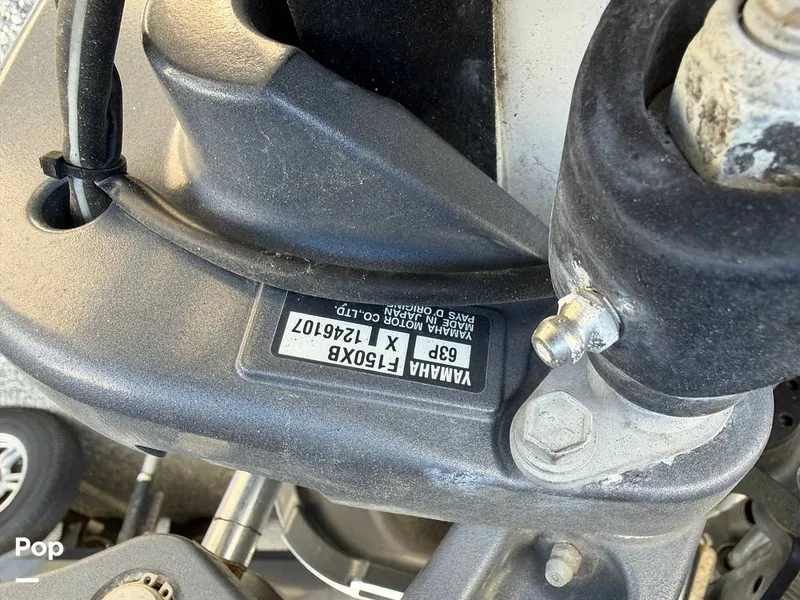 YAMAHA 63P
F150XB
X 1246107
YAMAHA MOTOR CO.,LTD.
MADE IN JAPAN
PAYS D'ORIGINE
Pop